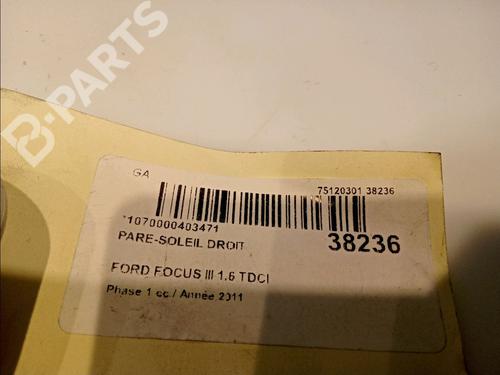 B-PARTS
GA
75120301 38236
*1070000403471
PARE-SOLEIL DROIT
38236
FORD FOCUS III 1.6 TDCI
Phase 1 cc / Année 2011